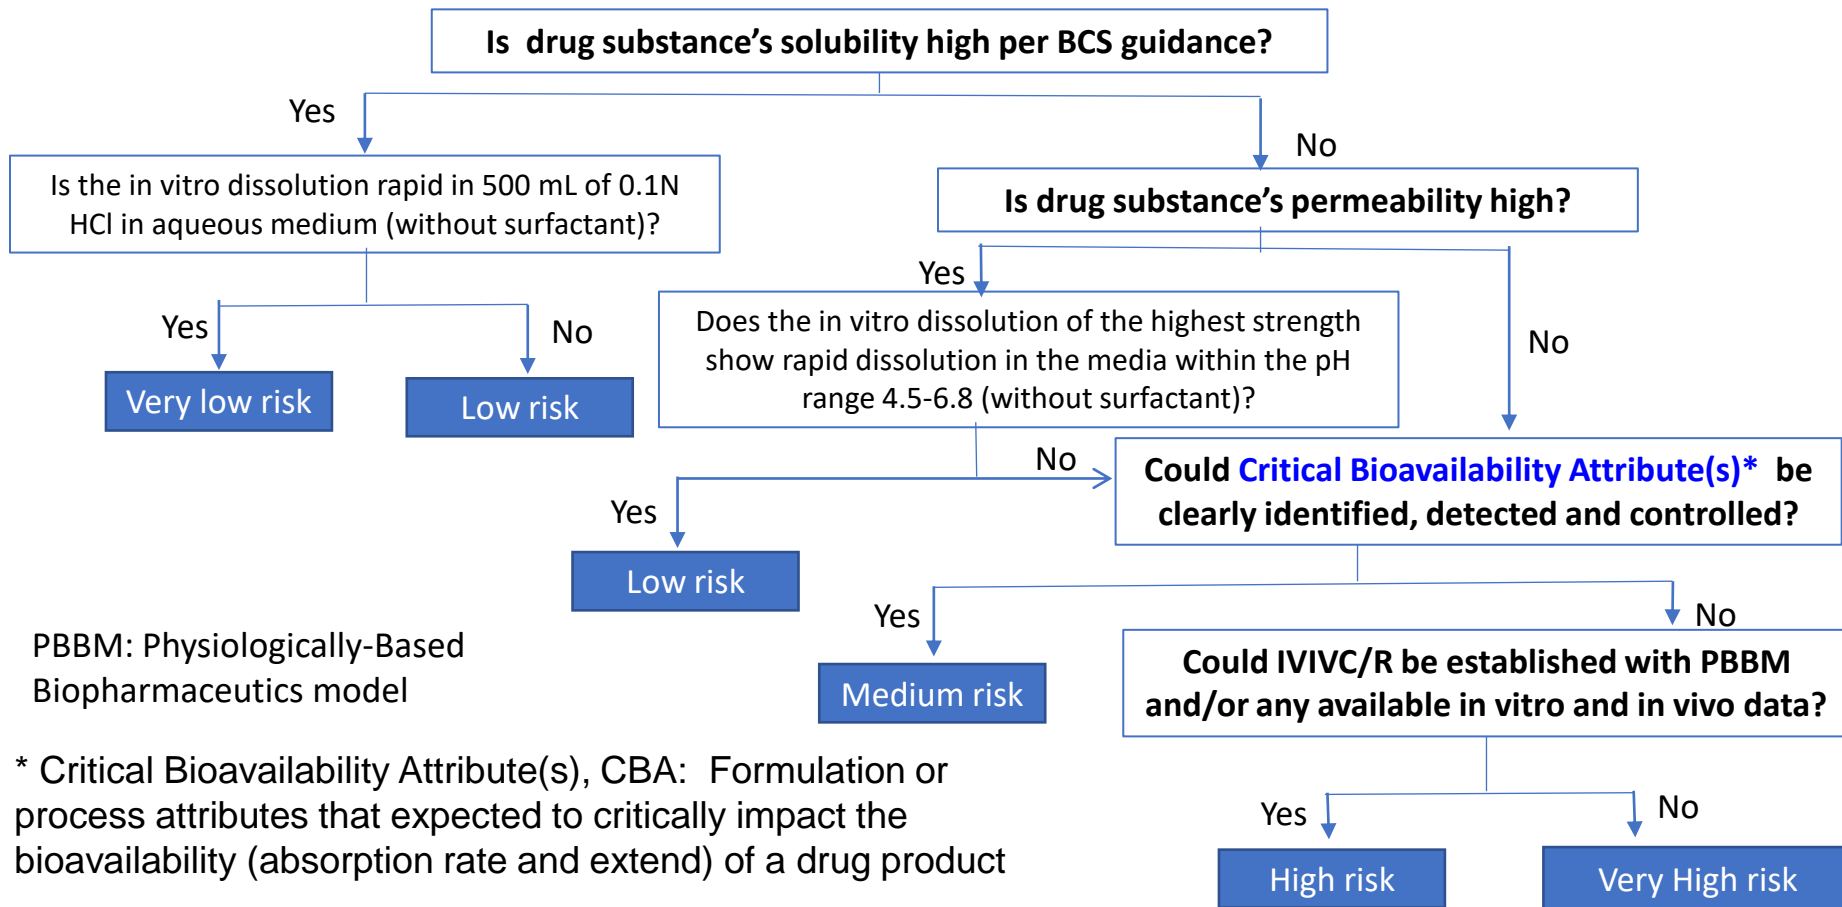 Is drug substance’s solubility high per BCS guidance?
Yes
No
Is the in vitro dissolution rapid in 500 mL of 0.1N
HCl in aqueous medium (without surfactant)?
Is drug substance’s permeability high?
Yes
No
Very low risk
Low risk
Yes
No
Does the in vitro dissolution of the highest strength
show rapid dissolution in the media within the pH
range 4.5-6.8 (without surfactant)?
No
Yes
Low risk
Could Critical Bioavailability Attribute(s)* be
clearly identified, detected and controlled?
Yes
No
Medium risk
Could IVIVC/R be established with PBBM
and/or any available in vitro and in vivo data?
Yes
No
High risk
Very High risk
PBBM: Physiologically-Based
Biopharmaceutics model
* Critical Bioavailability Attribute(s), CBA: Formulation or
process attributes that expected to critically impact the
bioavailability (absorption rate and extend) of a drug product